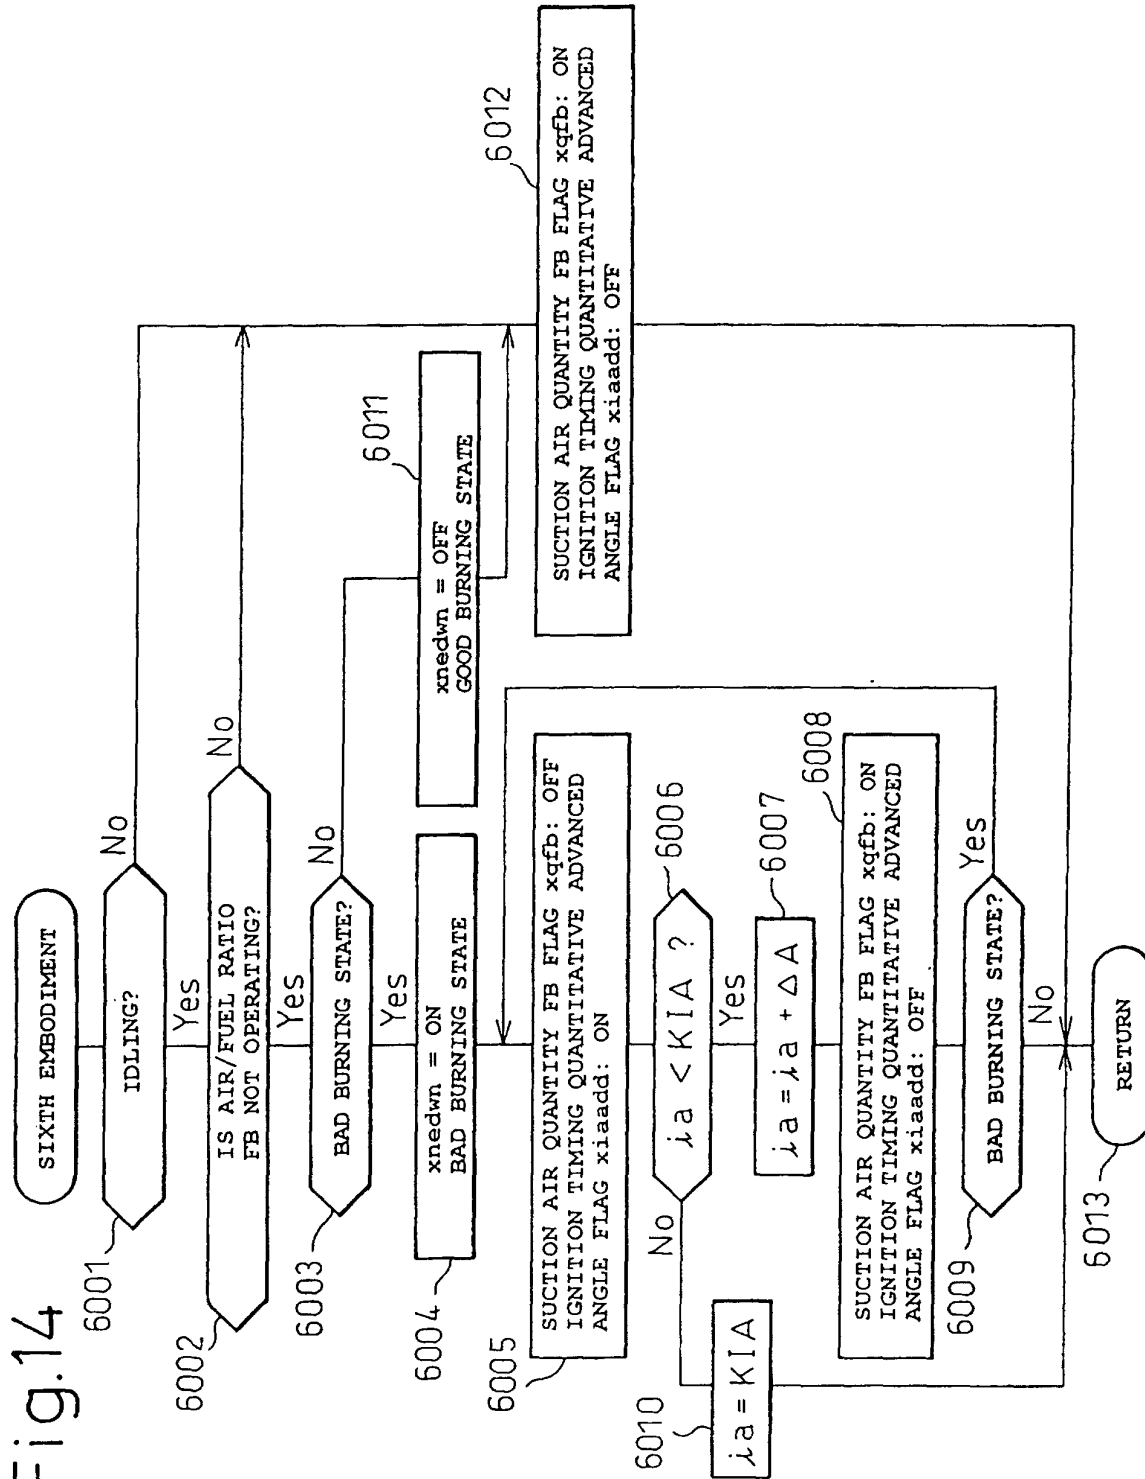 Fig.14
SIXTH EMBODIMENT
6001
IDLING?
No
Yes
6002
IS AIR/FUEL RATIO
FB NOT OPERATING?
No
Yes
6003
BAD BURNING STATE?
No
Yes
6004
xnedwn = ON
BAD BURNING STATE
6011
xnedwn = OFF
GOOD BURNING STATE
6005
SUCTION AIR QUANTITY FB FLAG xqfb: OFF
IGNITION TIMING QUANTITATIVE ADVANCED
ANGLE FLAG xiaadd: ON
6012
SUCTION AIR QUANTITY FB FLAG xqfb: ON
IGNITION TIMING QUANTITATIVE ADVANCED
ANGLE FLAG xiaadd: OFF
6006
ia < KIA ?
No
Yes
6010
ia = KIA
6007
ia = ia + ΔA
6008
SUCTION AIR QUANTITY FB FLAG xqfb: ON
IGNITION TIMING QUANTITATIVE ADVANCED
ANGLE FLAG xiaadd: OFF
6009
BAD BURNING STATE?
Yes
No
6013
RETURN